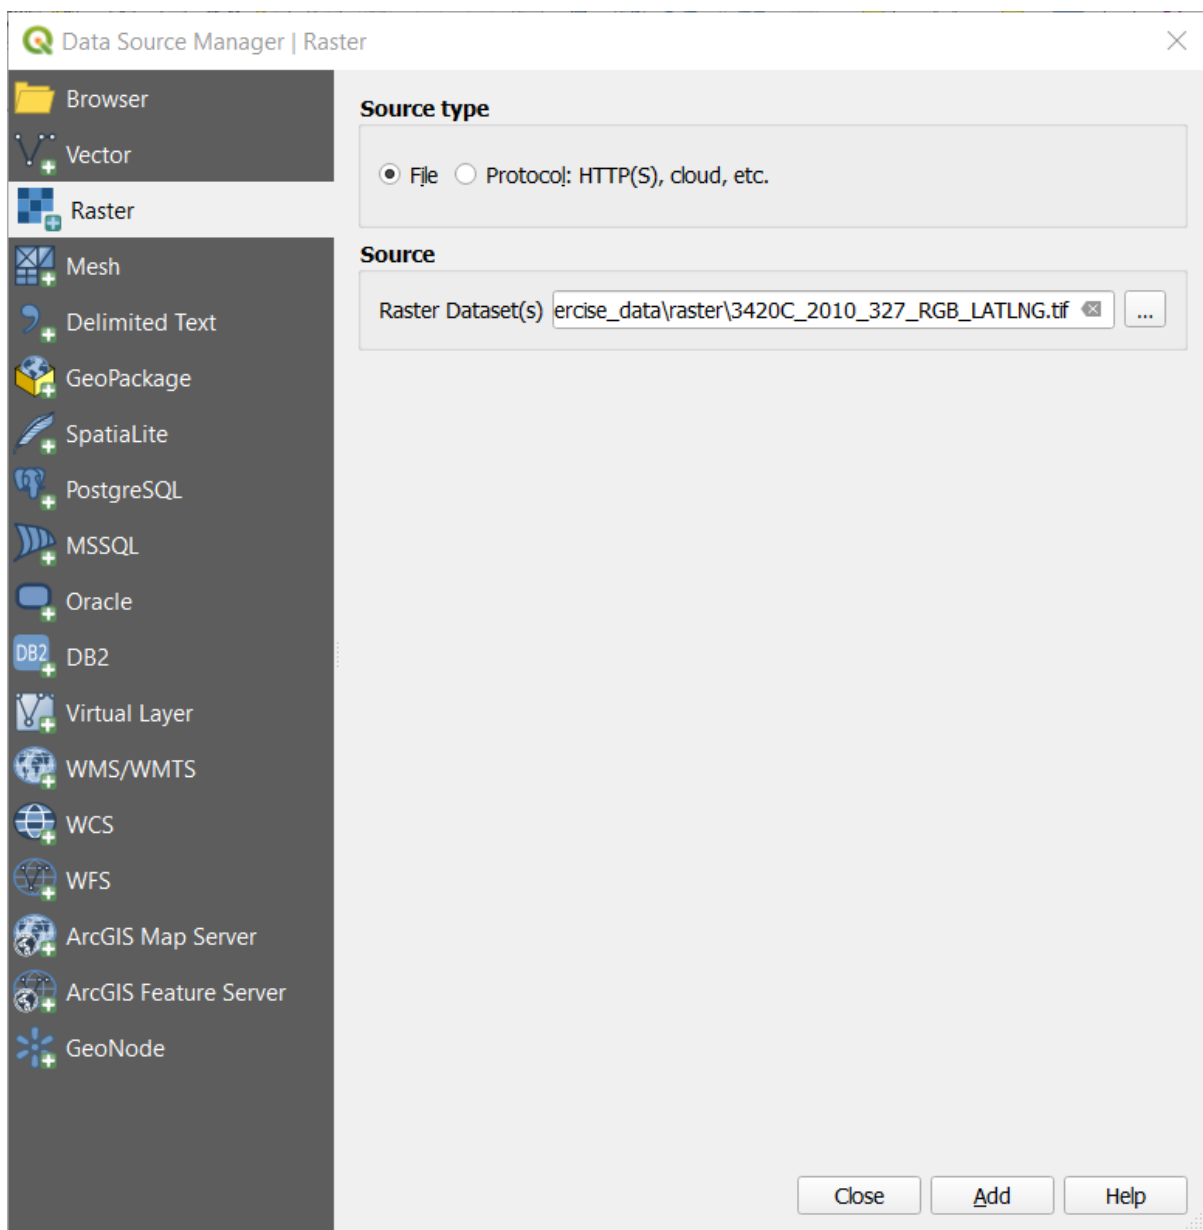 Data Source Manager | Raster
Browser
Vector
Raster
Mesh
Delimited Text
GeoPackage
SpatiaLite
PostgreSQL
MSSQL
Oracle
DB2
DB2
Virtual Layer
WMS/WMTS
WCS
WFS
ArcGIS Map Server
ArcGIS Feature Server
GeoNode
Source type
File Protocol: HTTP(S), cloud, etc.
Source
Raster Dataset(s) ercise_data\raster\3420C_2010_327_RGB_LATLNG.tif ...
Close Add Help